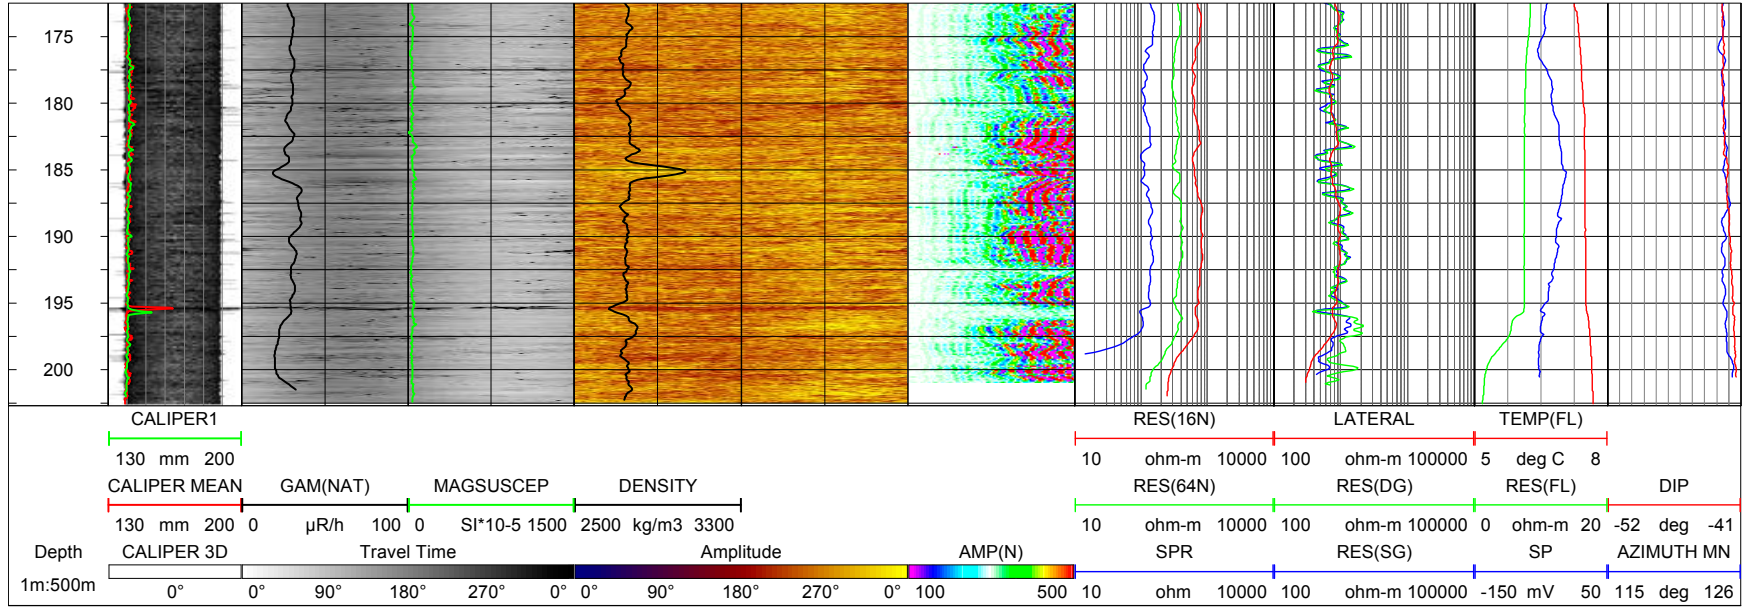 175
180
185
190
195
200
CALIPER1 RES(16N) LATERAL TEMP(FL)
130 mm 200 10 ohm-m 10000 100 ohm-m 100000 5 deg C 8
CALIPER MEAN GAM(NAT) MAGSUSCEP DENSITY RES(64N) RES(DG) RES(FL) DIP
130 mm 200 0 µR/h 100 0 SI*10-5 1500 2500 kg/m3 3300 10 ohm-m 10000 100 ohm-m 100000 0 ohm-m 20 -52 deg -41
Depth CALIPER 3D Travel Time Amplitude AMP(N) SPR RES(SG) SP AZIMUTH MN
1m:500m 0° 0° 90° 180° 270° 0° 0° 90° 180° 270° 0° 100 500 10 ohm 10000 100 ohm-m 100000 -150 mV 50 115 deg 126